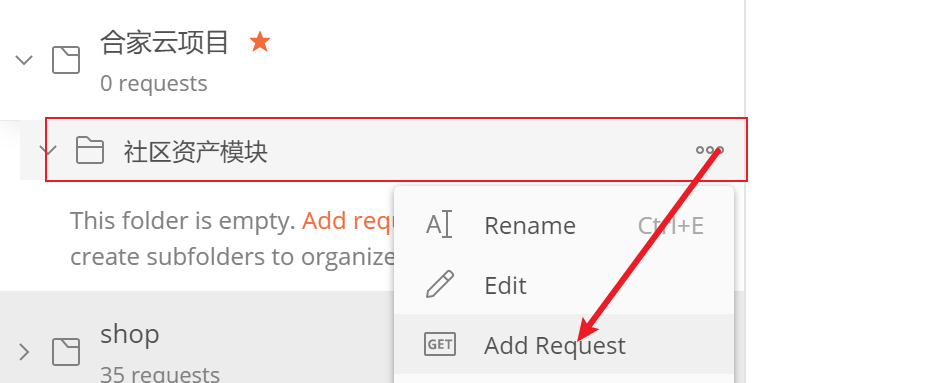 合家云项目
0 requests
社区资产模块
This folder is empty. Add
create subfolders to organize
Rename Ctrl+E
Edit
GET Add Request
shop
35 requests